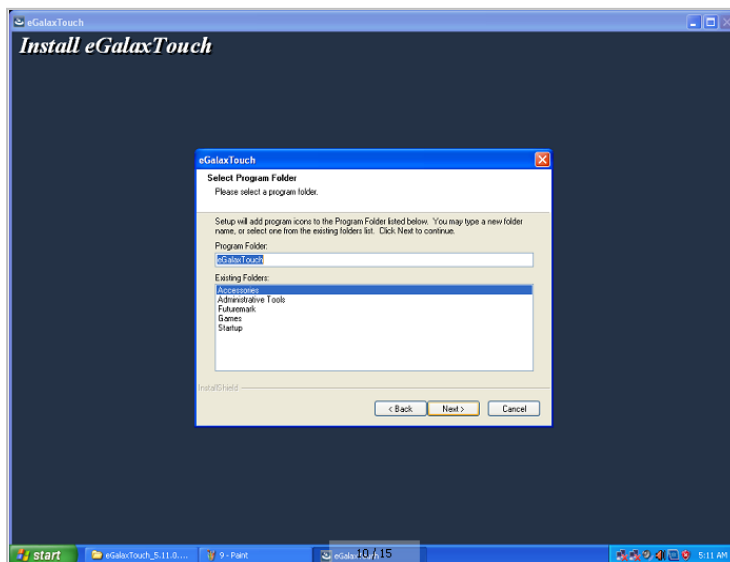 eGalaxTouch
Install eGalaxTouch
eGalaxTouch
Select Program Folder
Please select a program folder.
Setup will add program icons to the Program Folder listed below. You may type a new folder
name, or select one from the existing folders list. Click Next to continue.
Program Folder:
eGalaxTouch
Existing Folders:
Accessories
Administrative Tools
Futuremark
Games
Startup
InstallShield
< Back
Next >
Cancel
start
eGalaxTouch_5.11.0....
9 - Paint
10 / 15
5:11 AM